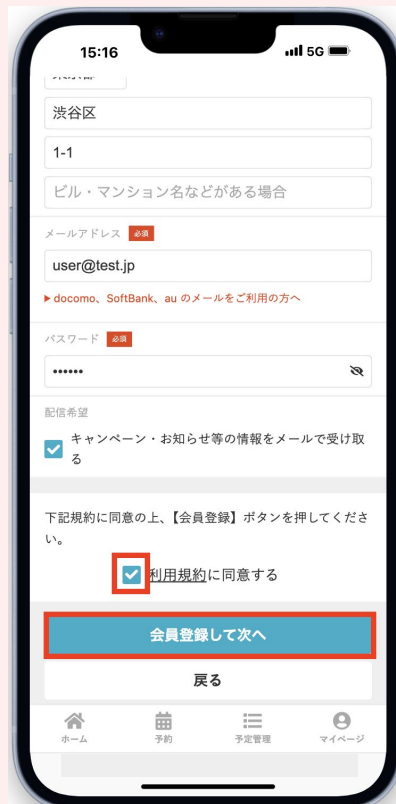 15:16
5G
渋谷区
1-1
ビル・マンション名などがある場合
メールアドレス 必須
user@test.jp
▶ docomo、SoftBank、au のメールをご利用の方へ
パスワード 必須
••••••
配信希望
キャンペーン・お知らせ等の情報をメールで受け取
る
下記規約に同意の上、【会員登録】ボタンを押してくださ
い。
利用規約に同意する
会員登録して次へ
戻る
ホーム 予約 予定管理 マイページ